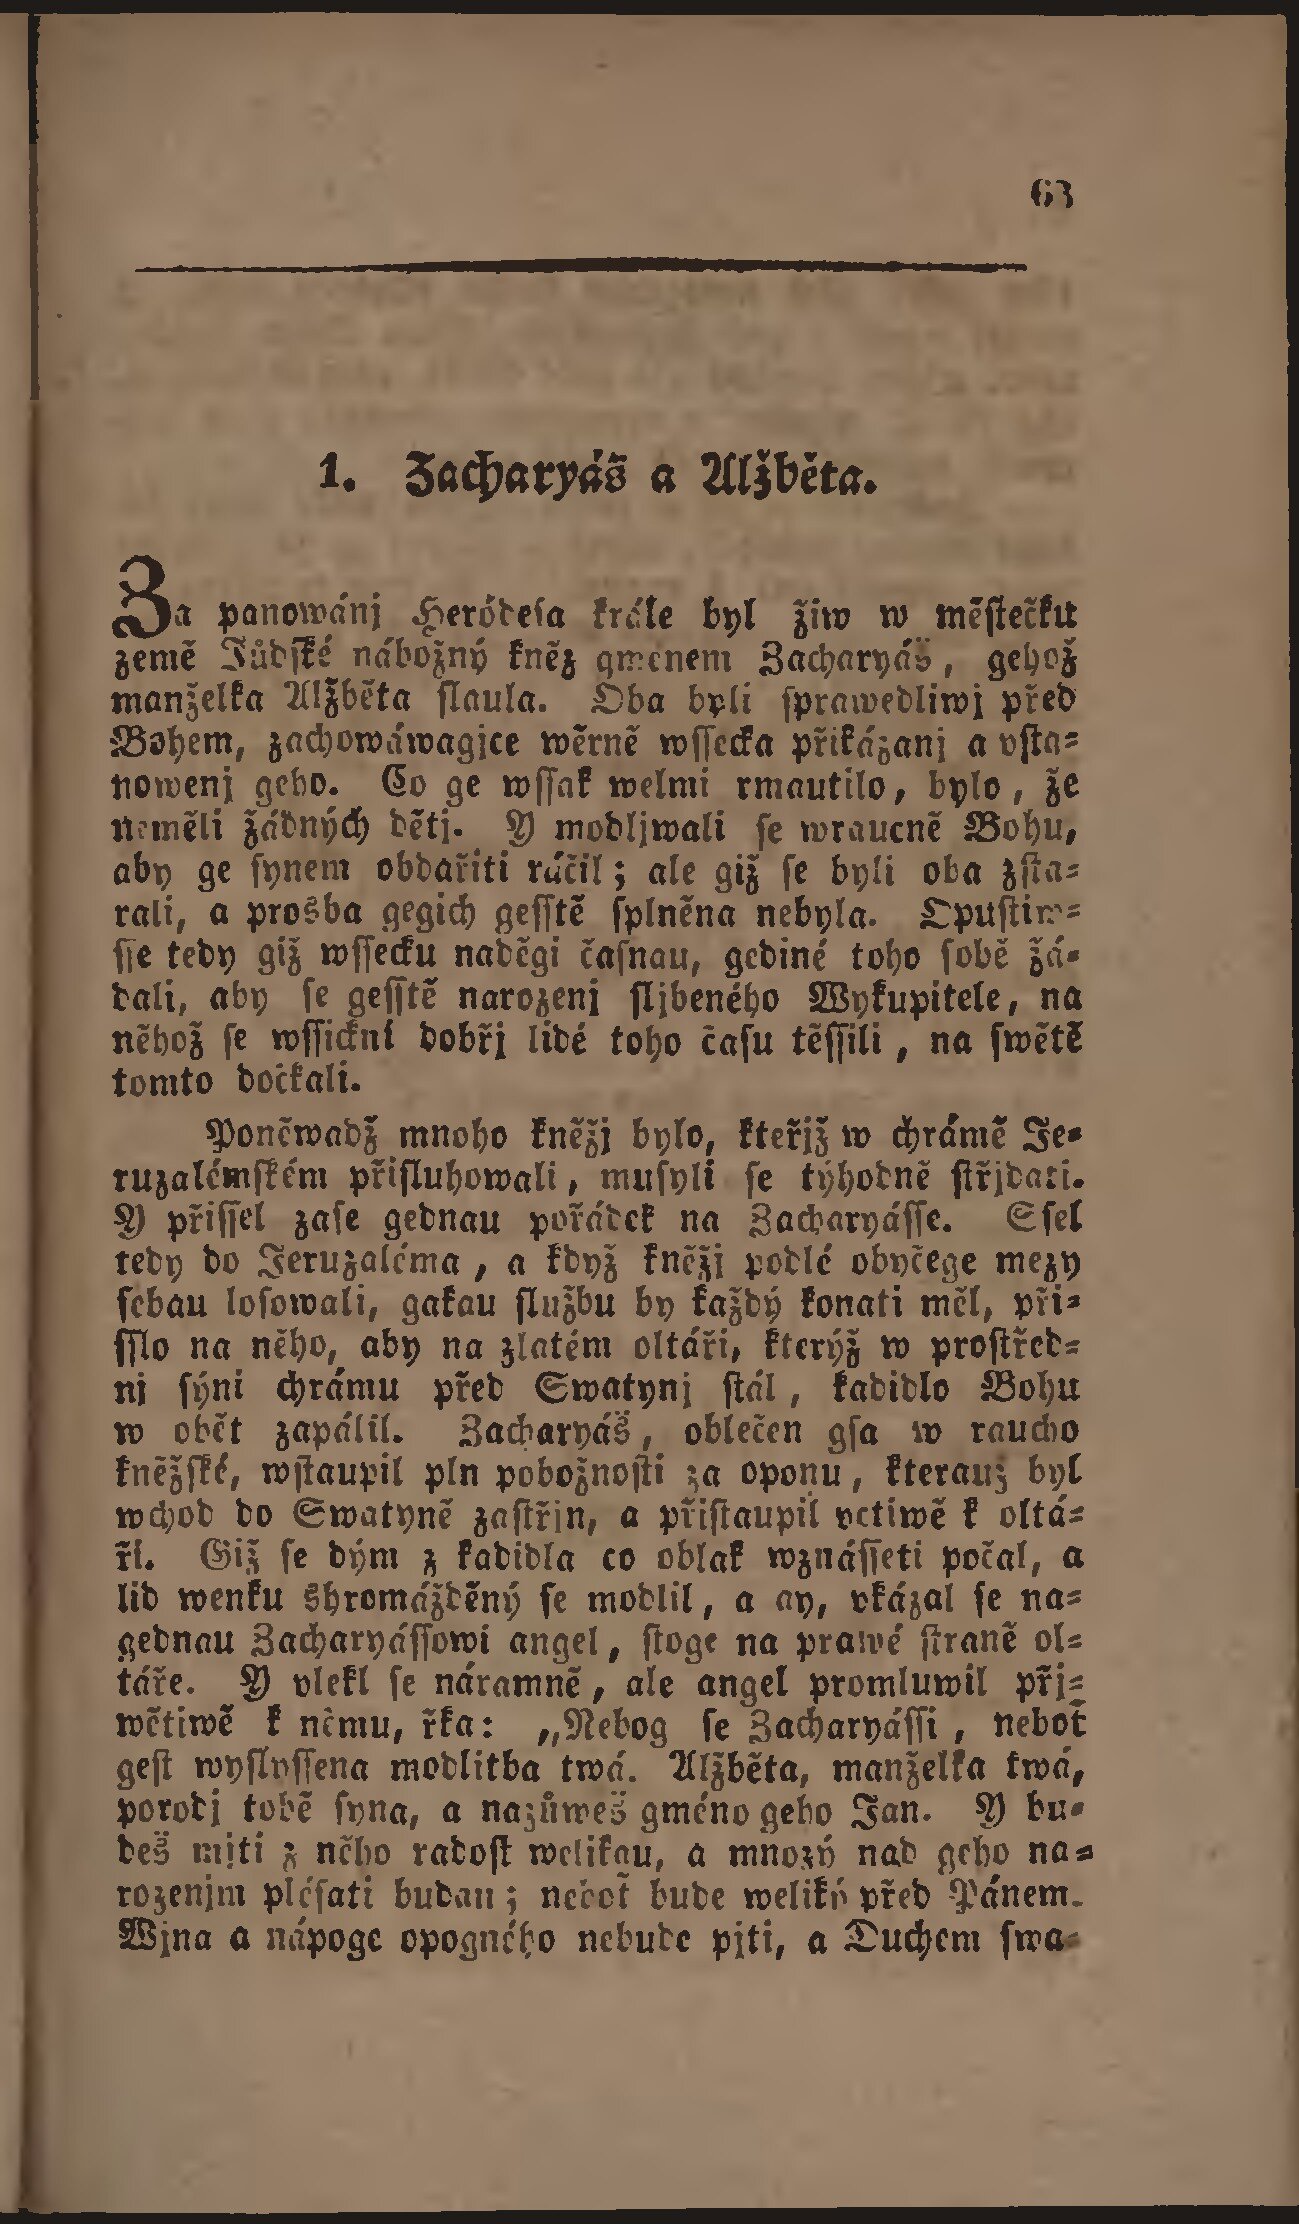 63
1. Zacharyáš a Alžběta.
Za panowánj Heródesa krále byl žiw w městečku
země Jůdské nábožný kněz gménem Zacharyáš, gehož
manželka Alžběta slaula. Oba byli sprawedliwj před
Bohem, zachowáwagjce wěrně wssecka přikázanj a vsta=
nowenj geho. Co ge wssak welmi rmautilo, bylo, že
neměli žádných dětj. Y modljwali se wraucně Bohu,
aby ge synem obdařiti ráčil; ale giž se byli oba zsta=
rali, a prosba gegich gesstě splněna nebyla. Opustiw=
sse tedy giž wssecku naděgi časnau, gediné toho sobě žá=
dali, aby se gesstě narozenj sljbeného Wykupitele, na
něhož se wssickni dobřj lidé toho času těssili, na swětě
tomto dočkali.
Poněwadž mnoho kněžj bylo, kteřjž w chrámě Je=
ruzalémském přisluhowali, musyli se týhodně střjdati.
Y přissel zase gednau pořádek na Zacharyásse. Ssel
tedy do Jeruzaléma, a když kněžj podlé obyčege mezy
sebau losowali, gakau službu by každý konati měl, při=
sslo na něho, aby na zlatém oltáři, kterýž w prostřed=
nj sýni chrámu před Swatynj stál, kadidlo Bohu
w obět zapálil. Zacharyáš, oblečen gsa w raucho
kněžské, wstaupil pln pobožnosti za oponu, kterauž byl
wchod do Swatyně zastřjn, a přistaupil vctiwě k oltá=
ři. Giž se dým z kadidla co oblak wznásseti počal, a
lid wenku shromážděný se modlil, a ay, vkázal se na=
gednau Zacharyássowi angel, stoge na prawé straně ol=
táře. Y vlekl se náramně, ale angel promluwil přj=
wětiwě k němu, řka: „Nebog se Zacharyássi, neboť
gest wyslyssena modlitba twá. Alžběta, manželka twá,
porodj tobě syna, a nazůweš gméno geho Jan. Y bu=
deš mjti z něho radost welikau, a mnozý nad geho na=
rozenjm plésati budau; neboť bude weliký před Pánem.
Wjna a nápoge opogného nebude pjti, a Duchem swa=